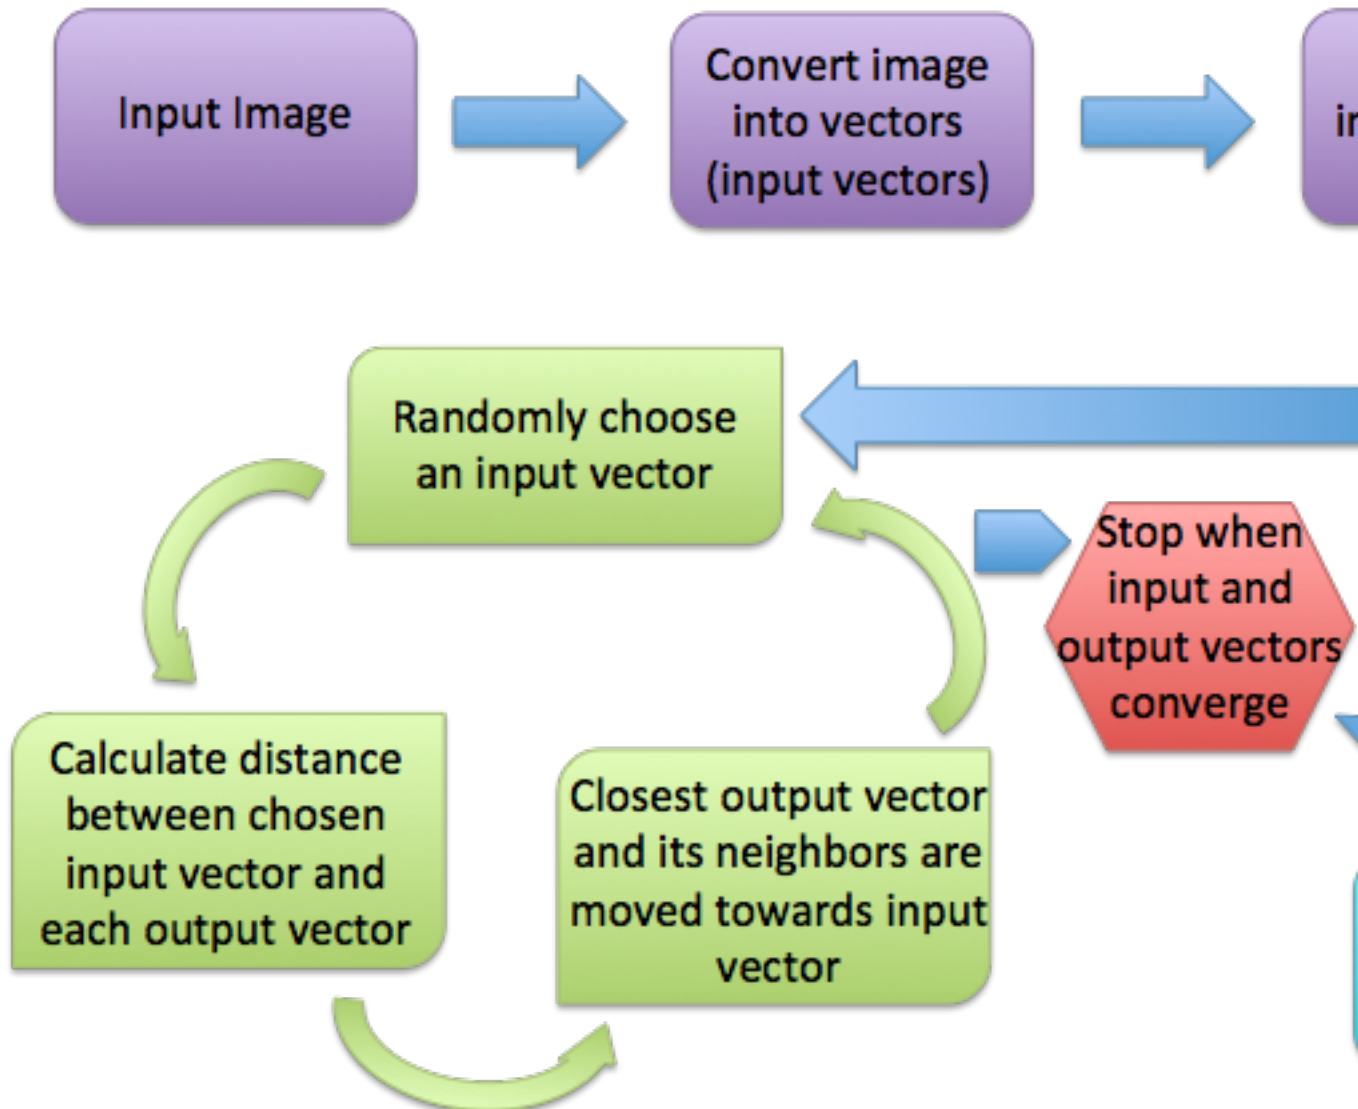 Input Image
Convert image
into vectors
(input vectors)
Randomly choose
an input vector
Stop when
input and
output vectors
converge
Calculate distance
between chosen
input vector and
each output vector
Closest output vector
and its neighbors are
moved towards input
vector